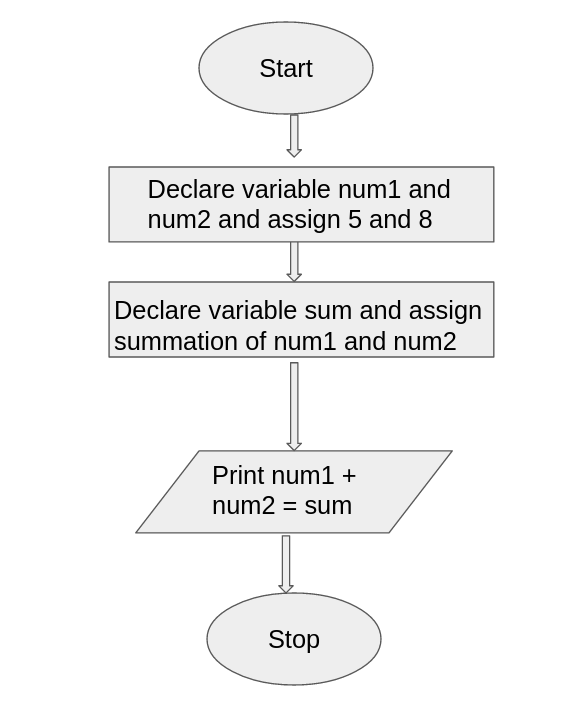 Start
Declare variable num1 and
num2 and assign 5 and 8
Declare variable sum and assign
summation of num1 and num2
Print num1 +
num2 = sum
Stop